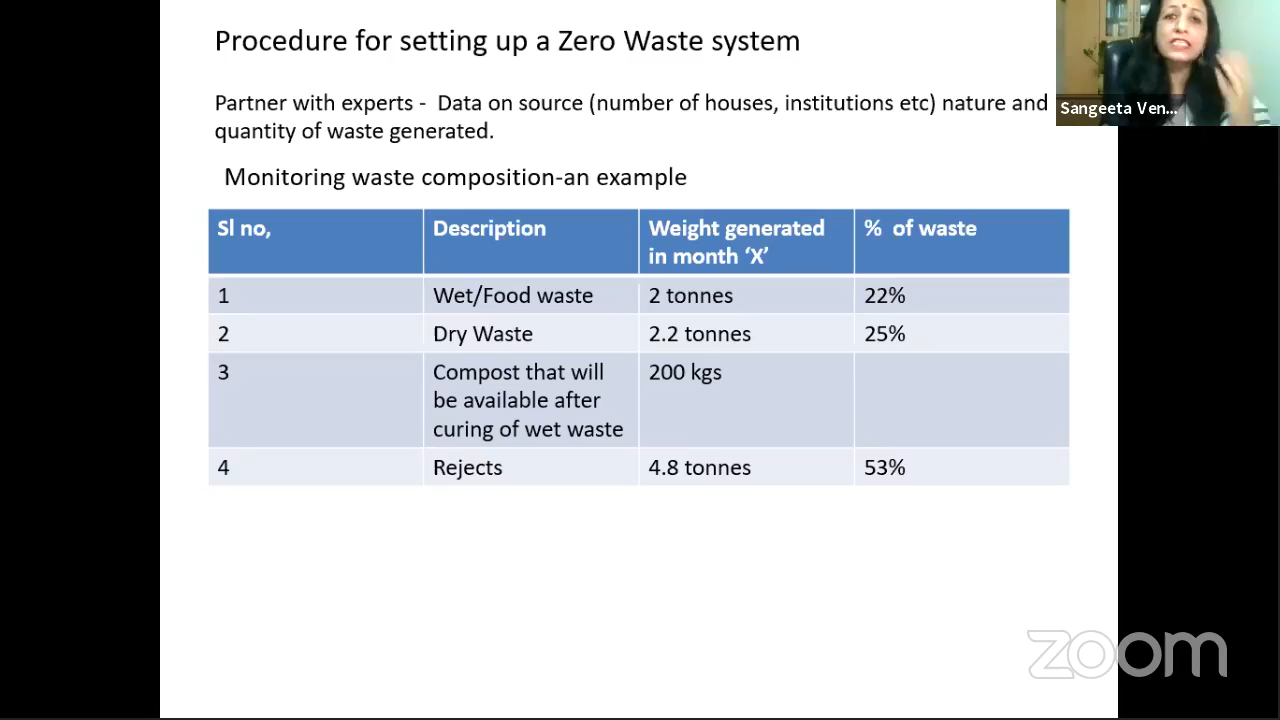 Procedure for setting up a Zero Waste system
Sangeeta Ven...
Partner with experts - Data on source (number of houses, institutions etc) nature and
quantity of waste generated.
Monitoring waste composition-an example
Sl no, Description Weight generated % of waste
in month ‘X’
1 Wet/Food waste 2 tonnes 22%
2 Dry Waste 2.2 tonnes 25%
3 Compost that will 200 kgs
be available after
curing of wet waste
4 Rejects 4.8 tonnes 53%
zoom